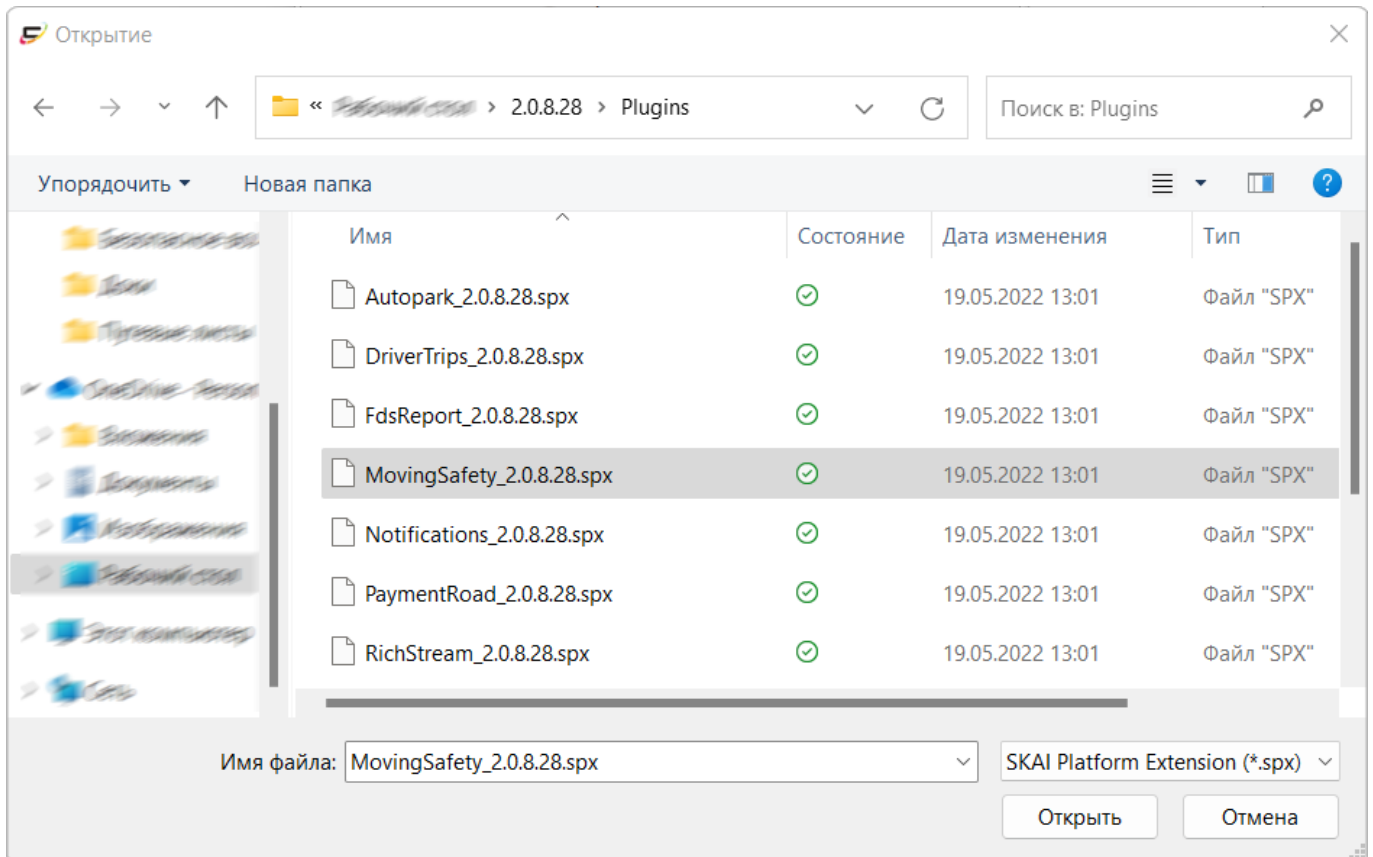 Открытие
« 2.0.8.28 Plugins
Поиск в: Plugins
Упорядочить Новая папка
Имя Состояние Дата изменения Тип
Autopark_2.0.8.28.spx 19.05.2022 13:01 Файл "SPX"
DriverTrips_2.0.8.28.spx 19.05.2022 13:01 Файл "SPX"
FdsReport_2.0.8.28.spx 19.05.2022 13:01 Файл "SPX"
MovingSafety_2.0.8.28.spx 19.05.2022 13:01 Файл "SPX"
Notifications_2.0.8.28.spx 19.05.2022 13:01 Файл "SPX"
PaymentRoad_2.0.8.28.spx 19.05.2022 13:01 Файл "SPX"
RichStream_2.0.8.28.spx 19.05.2022 13:01 Файл "SPX"
Имя файла: MovingSafety_2.0.8.28.spx SKAI Platform Extension (*.spx)
Открыть Отмена